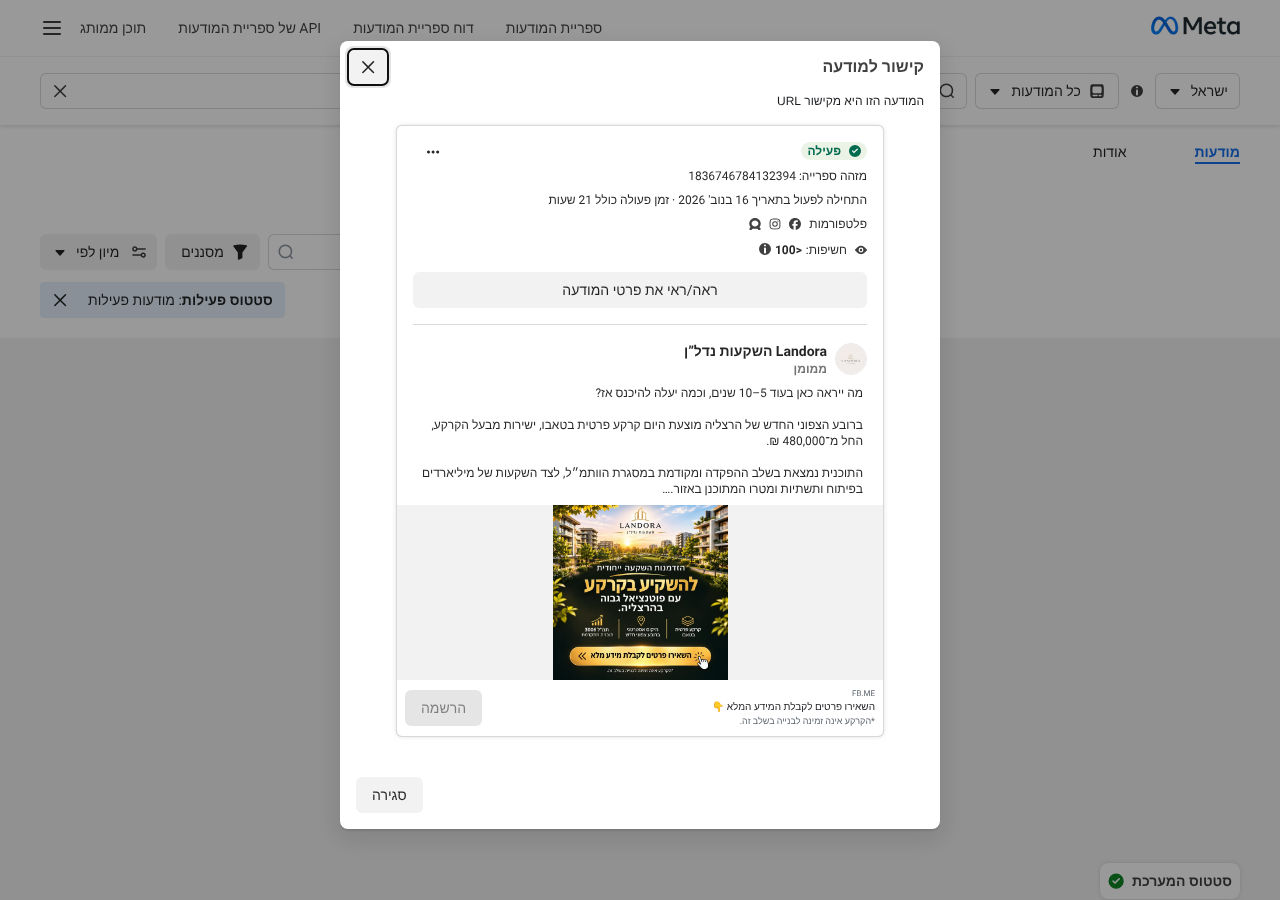 Meta
ספריית המודעות
דוח ספריית המודעות
API של ספריית המודעות
תוכן ממותג
ישראל
כל המודעות
מודעות
אודות
מסננים
מיון לפי
סטטוס פעילות: מודעות פעילות
קישור למודעה
המודעה הזו היא מקישור URL
פעילה
מזהה ספרייה: 1836746784132394
התחילה לפעול בתאריך 16 בנוב' 2026 · זמן פעולה כולל 21 שעות
פלטפורמות
חשיפות: <100
ראה/ראי את פרטי המודעה
Landora השקעות נדל"ן
ממומן
מה ייראה כאן בעוד 5–10 שנים, וכמה יעלה להיכנס אז?
ברובע הצפוני החדש של הרצליה מוצעת היום קרקע פרטית בטאבו, ישירות מבעל הקרקע,
החל מ־480,000 ₪.
התוכנית נמצאת בשלב ההפקדה ומקודמת במסגרת הוותמ״ל, לצד השקעות של מיליארדים
בפיתוח ותשתיות ומטרו המתוכנן באזור....
LANDORA
הזדמנות השקעה ייחודית
להשקיע בקרקע
עם פוטנציאל גבוה
בהרצליה.
קרקע פרטית
בטאבו
השאירו פרטים לקבלת מידע מלא
FB.ME
השאירו פרטים לקבלת המידע המלא 👇
*הקרקע אינה זמינה לבנייה בשלב זה.
הרשמה
סגירה
סטטוס המערכת